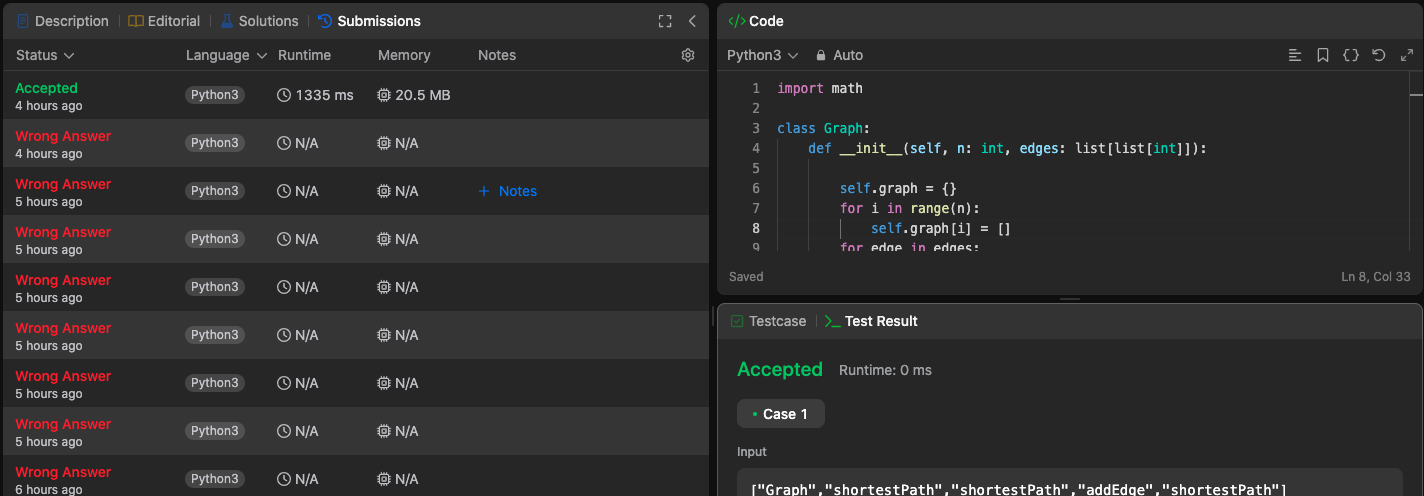 Description Editorial Solutions Submissions
Status Language Runtime Memory Notes
Accepted
4 hours ago
Python3 1335 ms 20.5 MB
Wrong Answer
4 hours ago
Python3 N/A N/A
Wrong Answer
5 hours ago
Python3 N/A N/A + Notes
Wrong Answer
5 hours ago
Python3 N/A N/A
Wrong Answer
5 hours ago
Python3 N/A N/A
Wrong Answer
5 hours ago
Python3 N/A N/A
Wrong Answer
5 hours ago
Python3 N/A N/A
Wrong Answer
5 hours ago
Python3 N/A N/A
Wrong Answer
6 hours ago
Python3 N/A N/A
</> Code
Python3 Auto
1 import math
2
3 class Graph:
4 def __init__(self, n: int, edges: list[list[int]]):
5
6 self.graph = {}
7 for i in range(n):
8 self.graph[i] = []
9 for edge in edges:
Saved Ln 8, Col 33
Testcase >_ Test Result
Accepted Runtime: 0 ms
• Case 1
Input
["Graph","shortestPath","shortestPath","addEdge","shortestPath"]